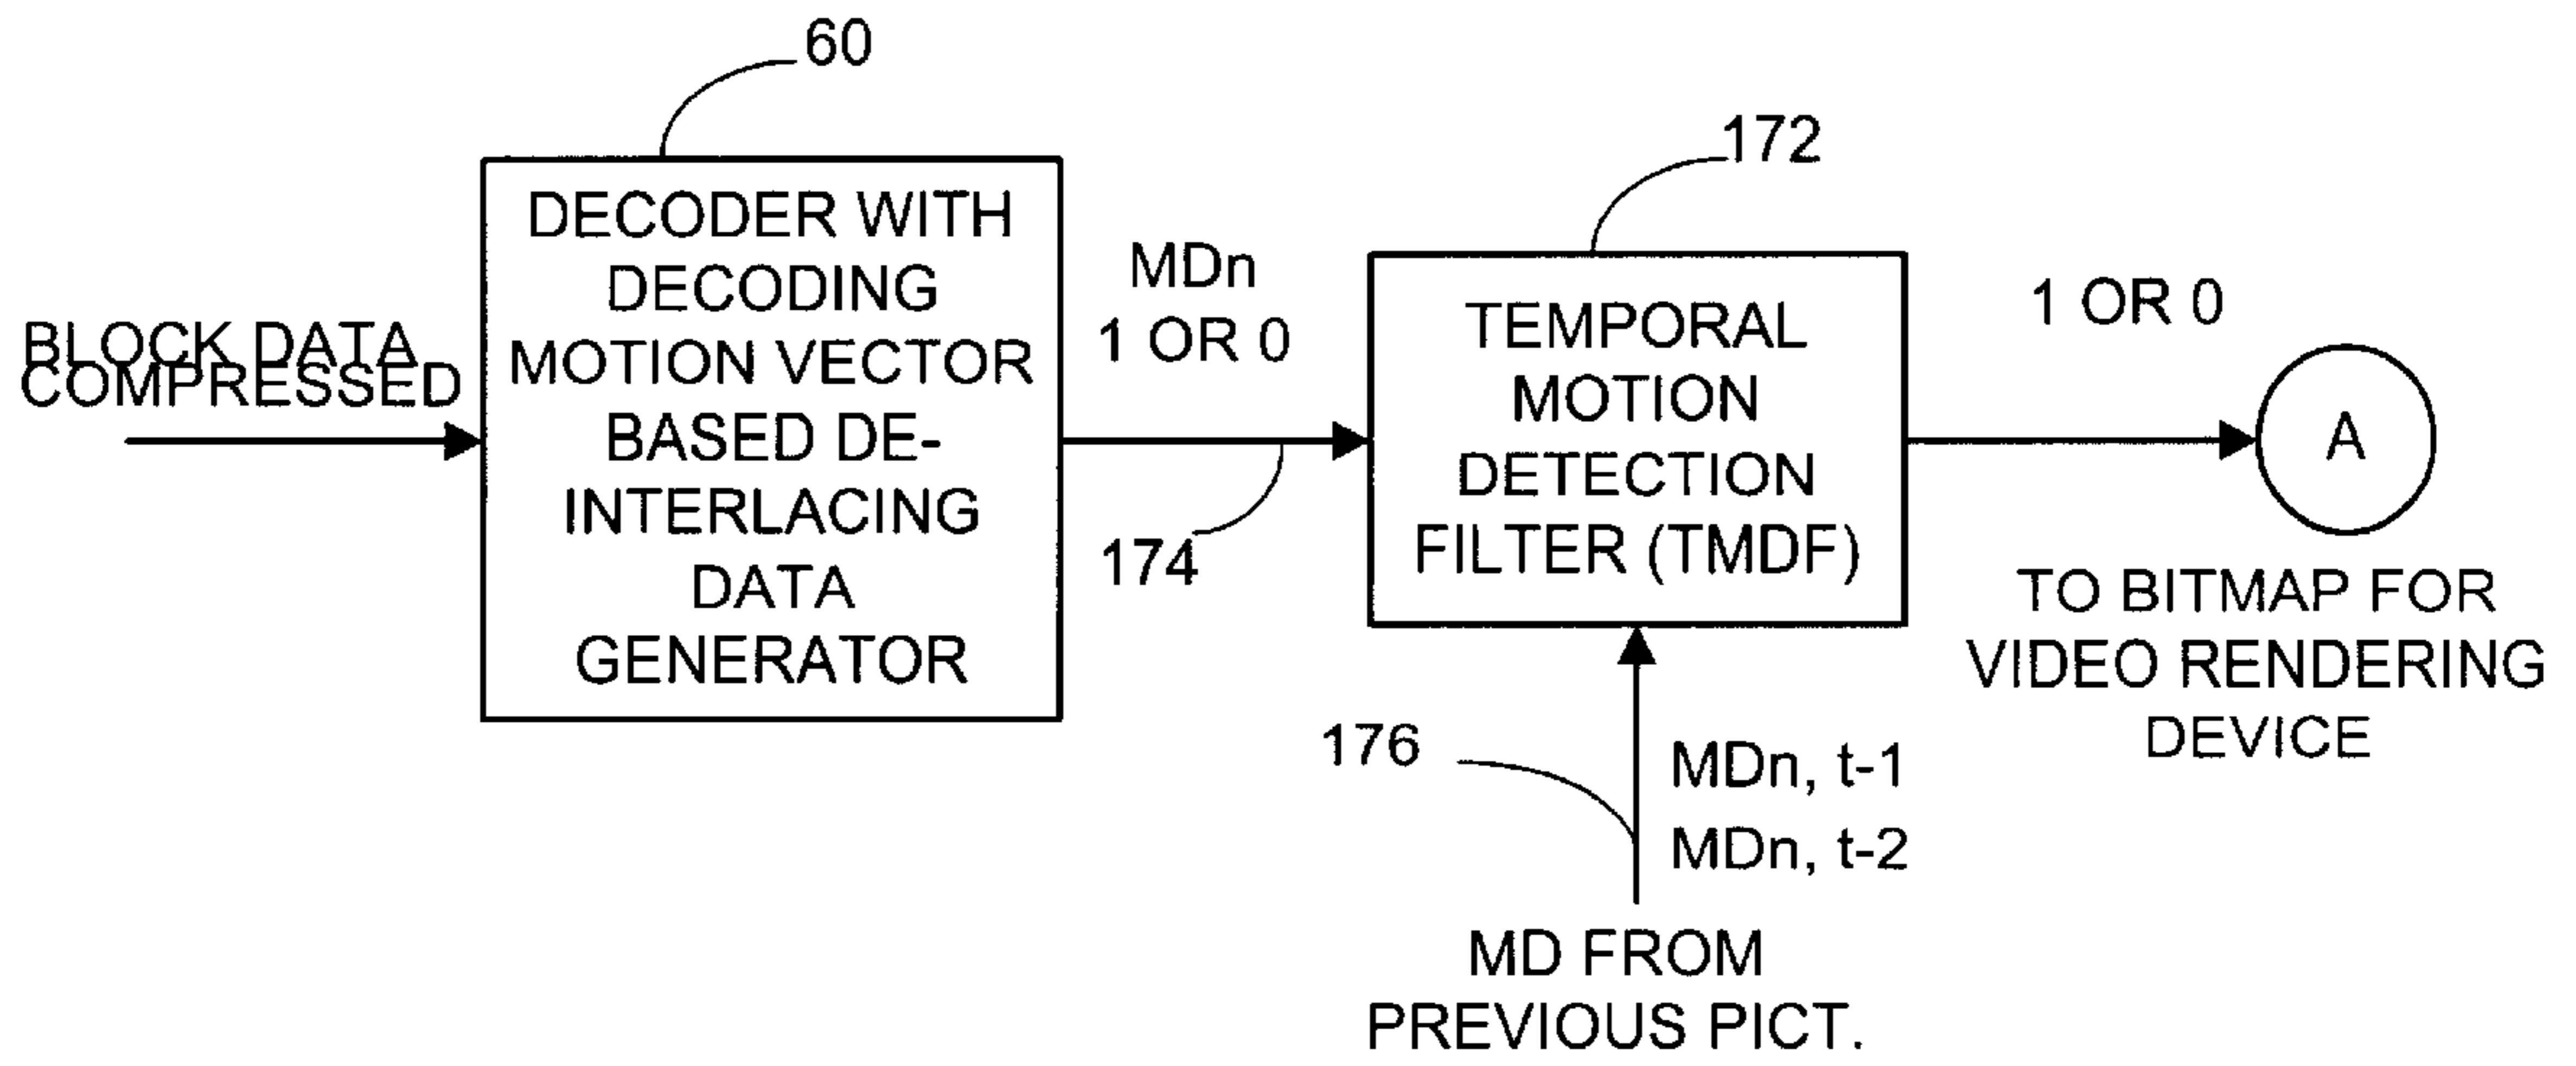 60
172
DECODER WITH
DECODING
MOTION VECTOR
BASED DE-
INTERLACING
DATA
GENERATOR
BLOCK DATA
COMPRESSED
MDn
1 OR 0
174
TEMPORAL
MOTION
DETECTION
FILTER (TMDF)
1 OR 0
A
TO BITMAP FOR
VIDEO RENDERING
DEVICE
176
MDn, t-1
MDn, t-2
MD FROM
PREVIOUS PICT.